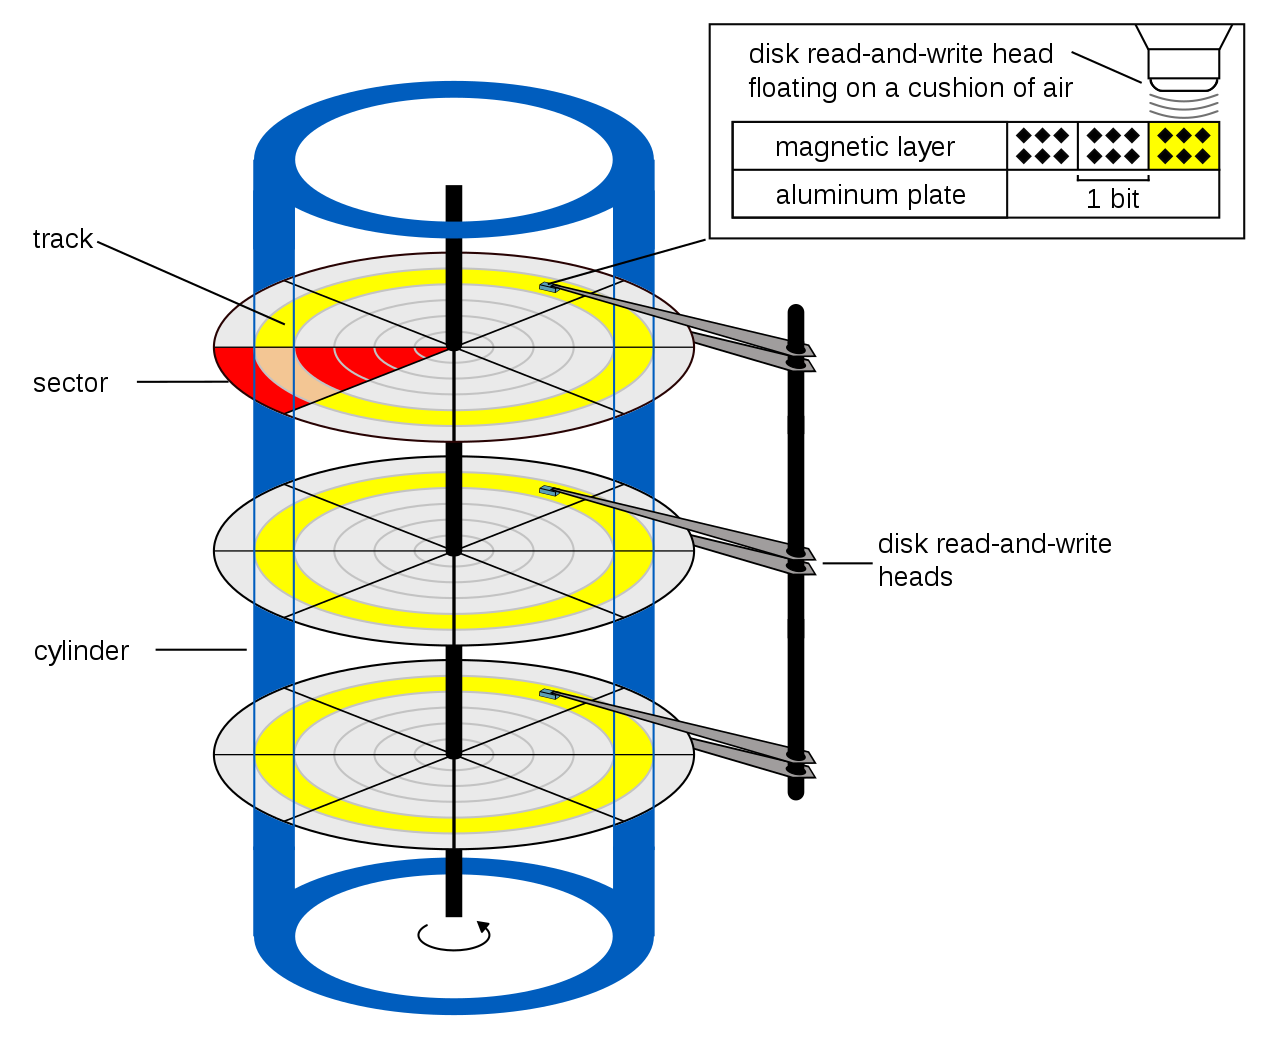 disk read-and-write head
floating on a cushion of air
magnetic layer
aluminum plate
1 bit
track
sector
disk read-and-write
heads
cylinder